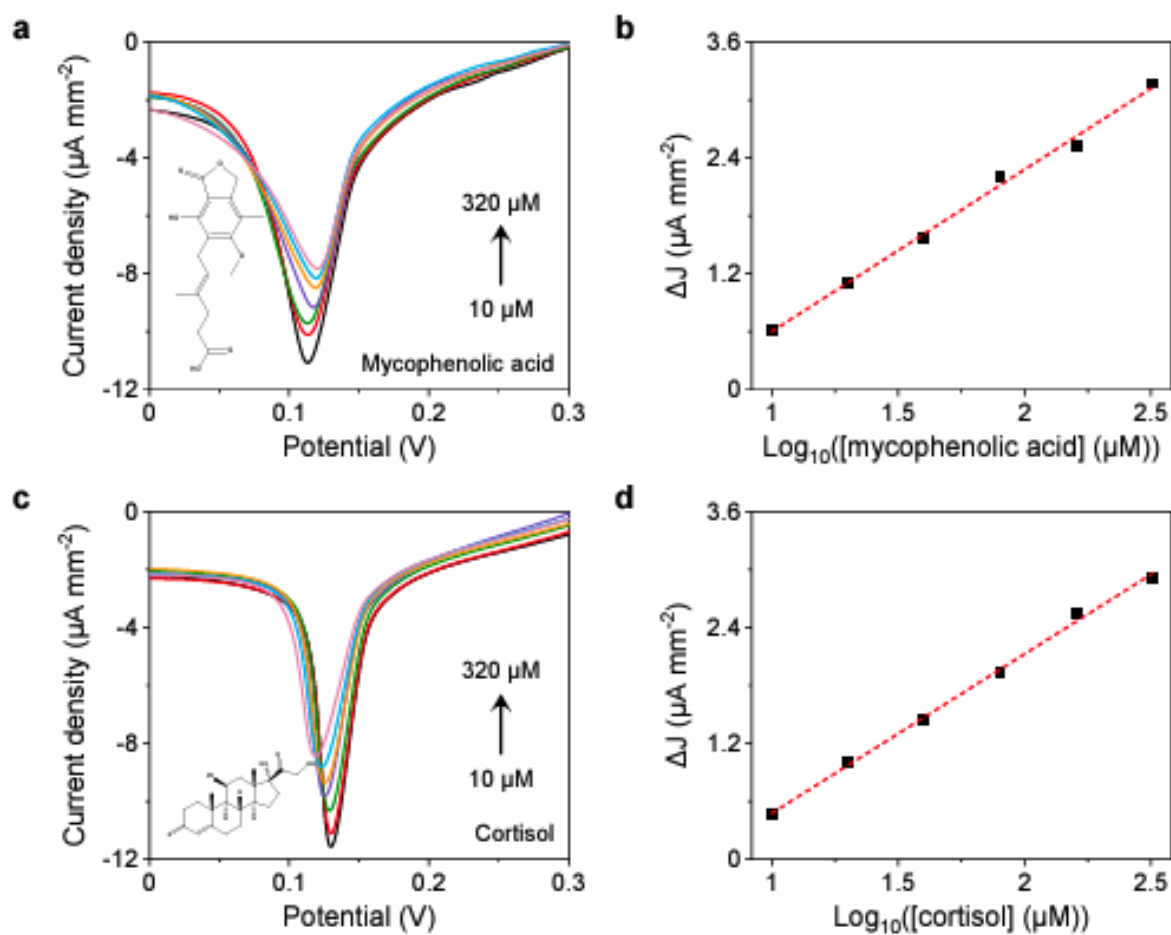 a
0
-4
-8
-12
Current density (µA mm⁻²)
320 µM
10 µM
Mycophenolic acid
0
0.1
0.2
0.3
Potential (V)
b
3.6
2.4
1.2
0
ΔJ (µA mm⁻²)
1
1.5
2
2.5
Log₁₀([mycophenolic acid] (µM))
c
0
-4
-8
-12
Current density (µA mm⁻²)
320 µM
10 µM
Cortisol
0
0.1
0.2
0.3
Potential (V)
d
3.6
2.4
1.2
0
ΔJ (µA mm⁻²)
1
1.5
2
2.5
Log₁₀([cortisol] (µM))